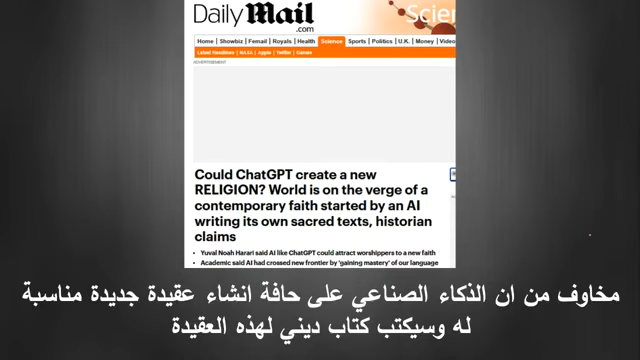 Daily Mail
.com
Scien
Home Showbiz Femail Royals Health Science Sports Politics U.K. Money Video
Latest Headlines NASA Apple Twitter Games
ADVERTISEMENT
Could ChatGPT create a new
RELIGION? World is on the verge of a
contemporary faith started by an AI
writing its own sacred texts, historian
claims
• Yuval Noah Harari said AI like ChatGPT could attract worshippers to a new faith
• Academic said AI had crossed new frontier by 'gaining mastery' of our language
مخاوف من ان الذكاء الصناعي على حافة انشاء عقيدة جديدة مناسبة
له وسيكتب كتاب ديني لهذه العقيدة